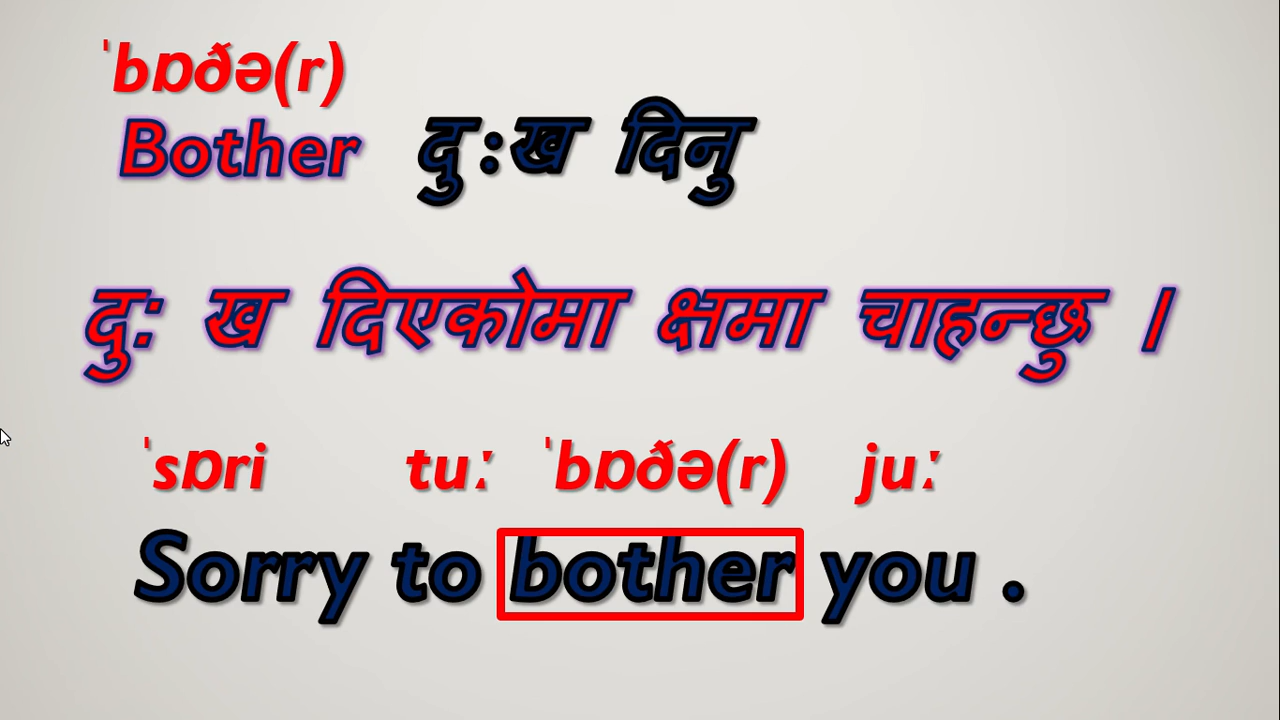 ˈbɒðə(r)
Bother दु :ख दिनु
दु: ख दिएकोमा क्षमा चाहन्छु ।
ˈsɒri tuː ˈbɒðə(r) juː
Sorry to bother you .